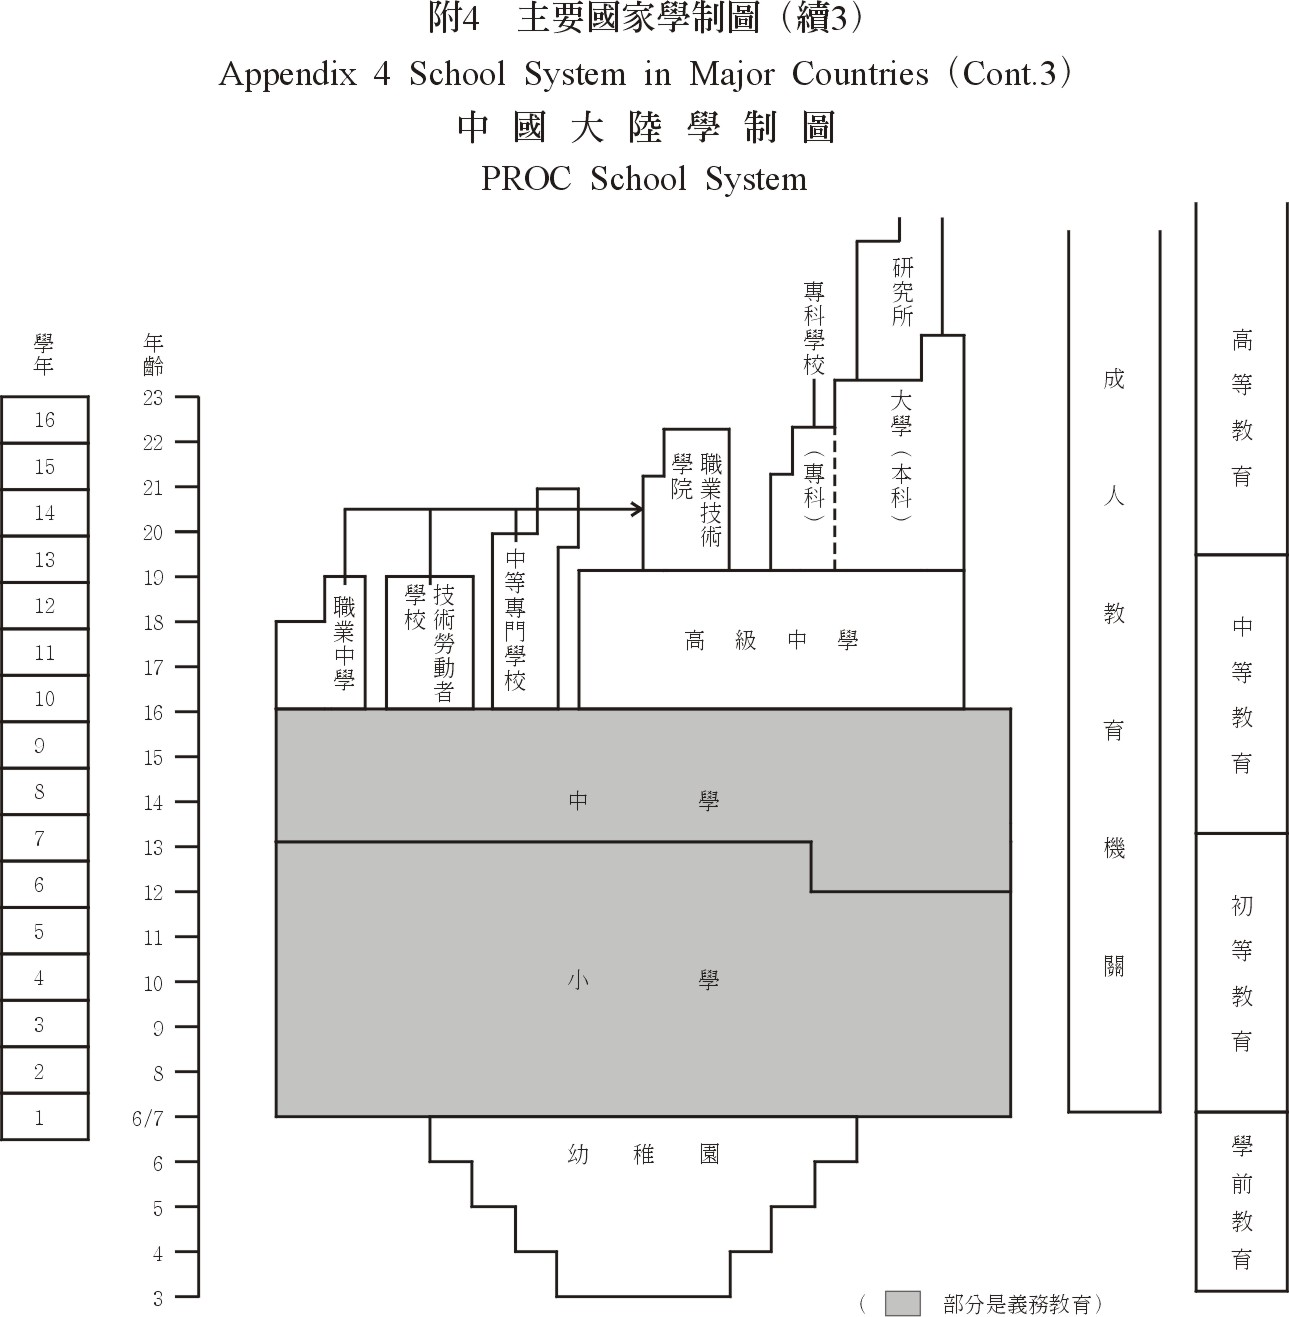 附4　主要國家學制圖（續3）
Appendix 4 School System in Major Countries（Cont.3）
中國大陸學制圖
PROC School System
學年
16
15
14
13
12
11
10
9
8
7
6
5
4
3
2
1
年齡
23
22
21
20
19
18
17
16
15
14
13
12
11
10
9
8
6/7
6
5
4
3
職業中學
技術勞動者
學校
中等專門學校
職業技術
學院
專科學校
（專科）
研究所
大學（本科）
高級中學
中學
小學
幼稚園
成人教育機關
高等教育
中等教育
初等教育
學前教育
（　部分是義務教育）